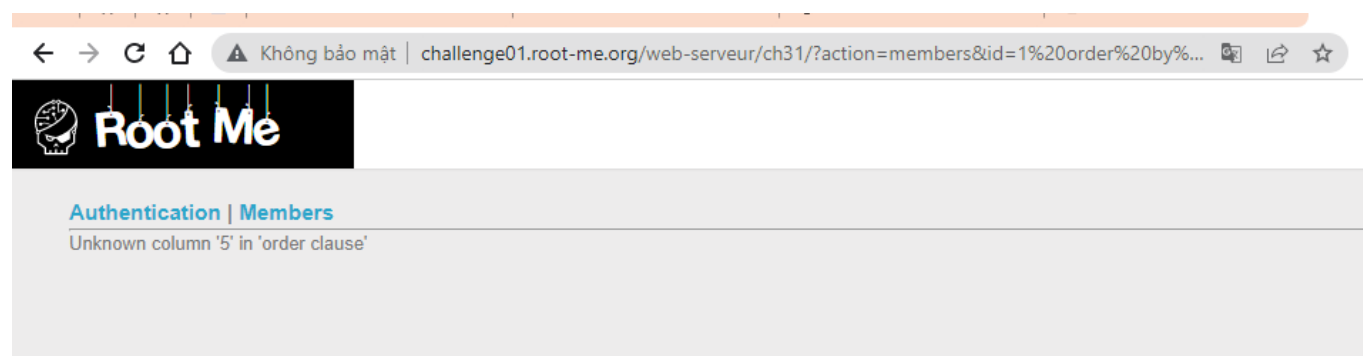 Không bảo mật | challenge01.root-me.org/web-serveur/ch31/?action=members&id=1%20order%20by%...
Root Me
Authentication | Members
Unknown column '5' in 'order clause'